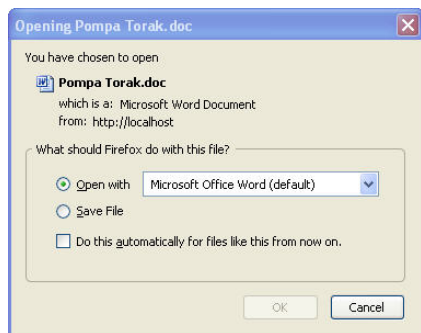 Opening Pompa Torak.doc
You have chosen to open
Pompa Torak.doc
which is a: Microsoft Word Document
from: http://localhost
What should Firefox do with this file?
Open with Microsoft Office Word (default)
Save File
Do this automatically for files like this from now on.
OK Cancel